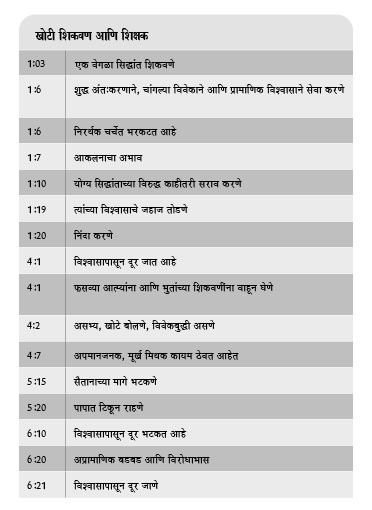 खोटी शिकवण आणि शिक्षक
1:03 एक वेगळा सिद्धांत शिकवणे
1:6 शुद्ध अंतःकरणाने, चांगल्या विवेकाने आणि प्रामाणिक विश्वासाने सेवा करणे
1:6 निरर्थक चर्चेत भरकटत आहे
1:7 आकलनाचा अभाव
1:10 योग्य सिद्धांताच्या विरुद्ध काहीतरी सराव करणे
1:19 त्यांच्या विश्वासाचे जहाज तोडणे
1:20 निंदा करणे
4:1 विश्वासापासून दूर जात आहे
4:1 फसव्या आत्म्यांना आणि भुतांच्या शिकवणींना वाहून घेणे
4:2 असभ्य, खोटे बोलणे, विवेकबुद्धी असणे
4:7 अपमानजनक, मूर्ख मिथक कायम ठेवत आहेत
5:15 सैतानाच्या मागे भटकणे
5:20 पापात टिकून राहणे
6:10 विश्वासापासून दूर भटकत आहे
6:20 अप्रामाणिक बडबड आणि विरोधाभास
6:21 विश्वासापासून दूर जाणे